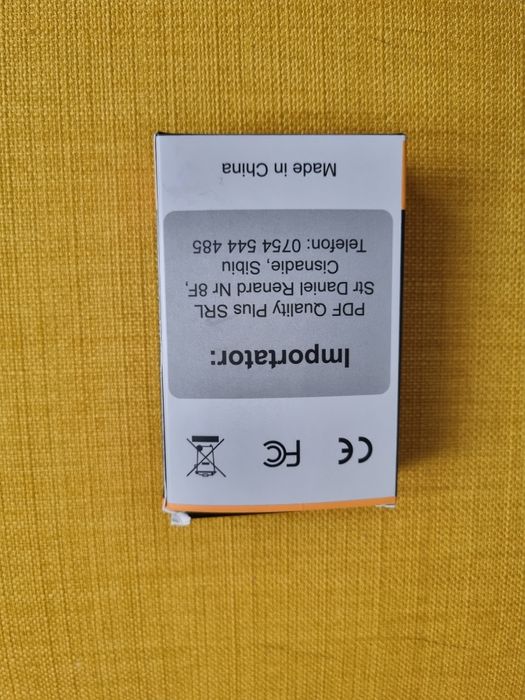 CE FC
Importator:
PDF Quality Plus SRL
Str Daniel Renard Nr 8F,
Cisnadie, Sibiu
Telefon: 0754 544 485
Made in China